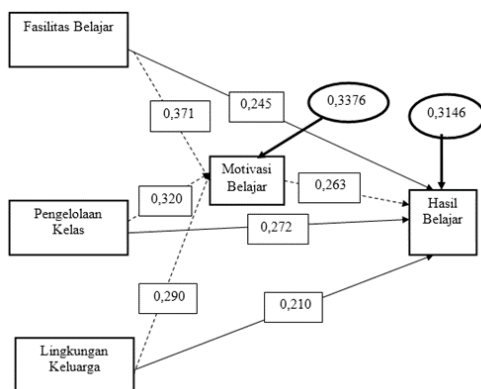 Fasilitas Belajar
0,3376
0,245
0,3146
0,371
Motivasi
Belajar
0,263
0,320
Hasil
Belajar
Pengelolaan
Kelas
0,272
0,290
0,210
Lingkungan
Keluarga